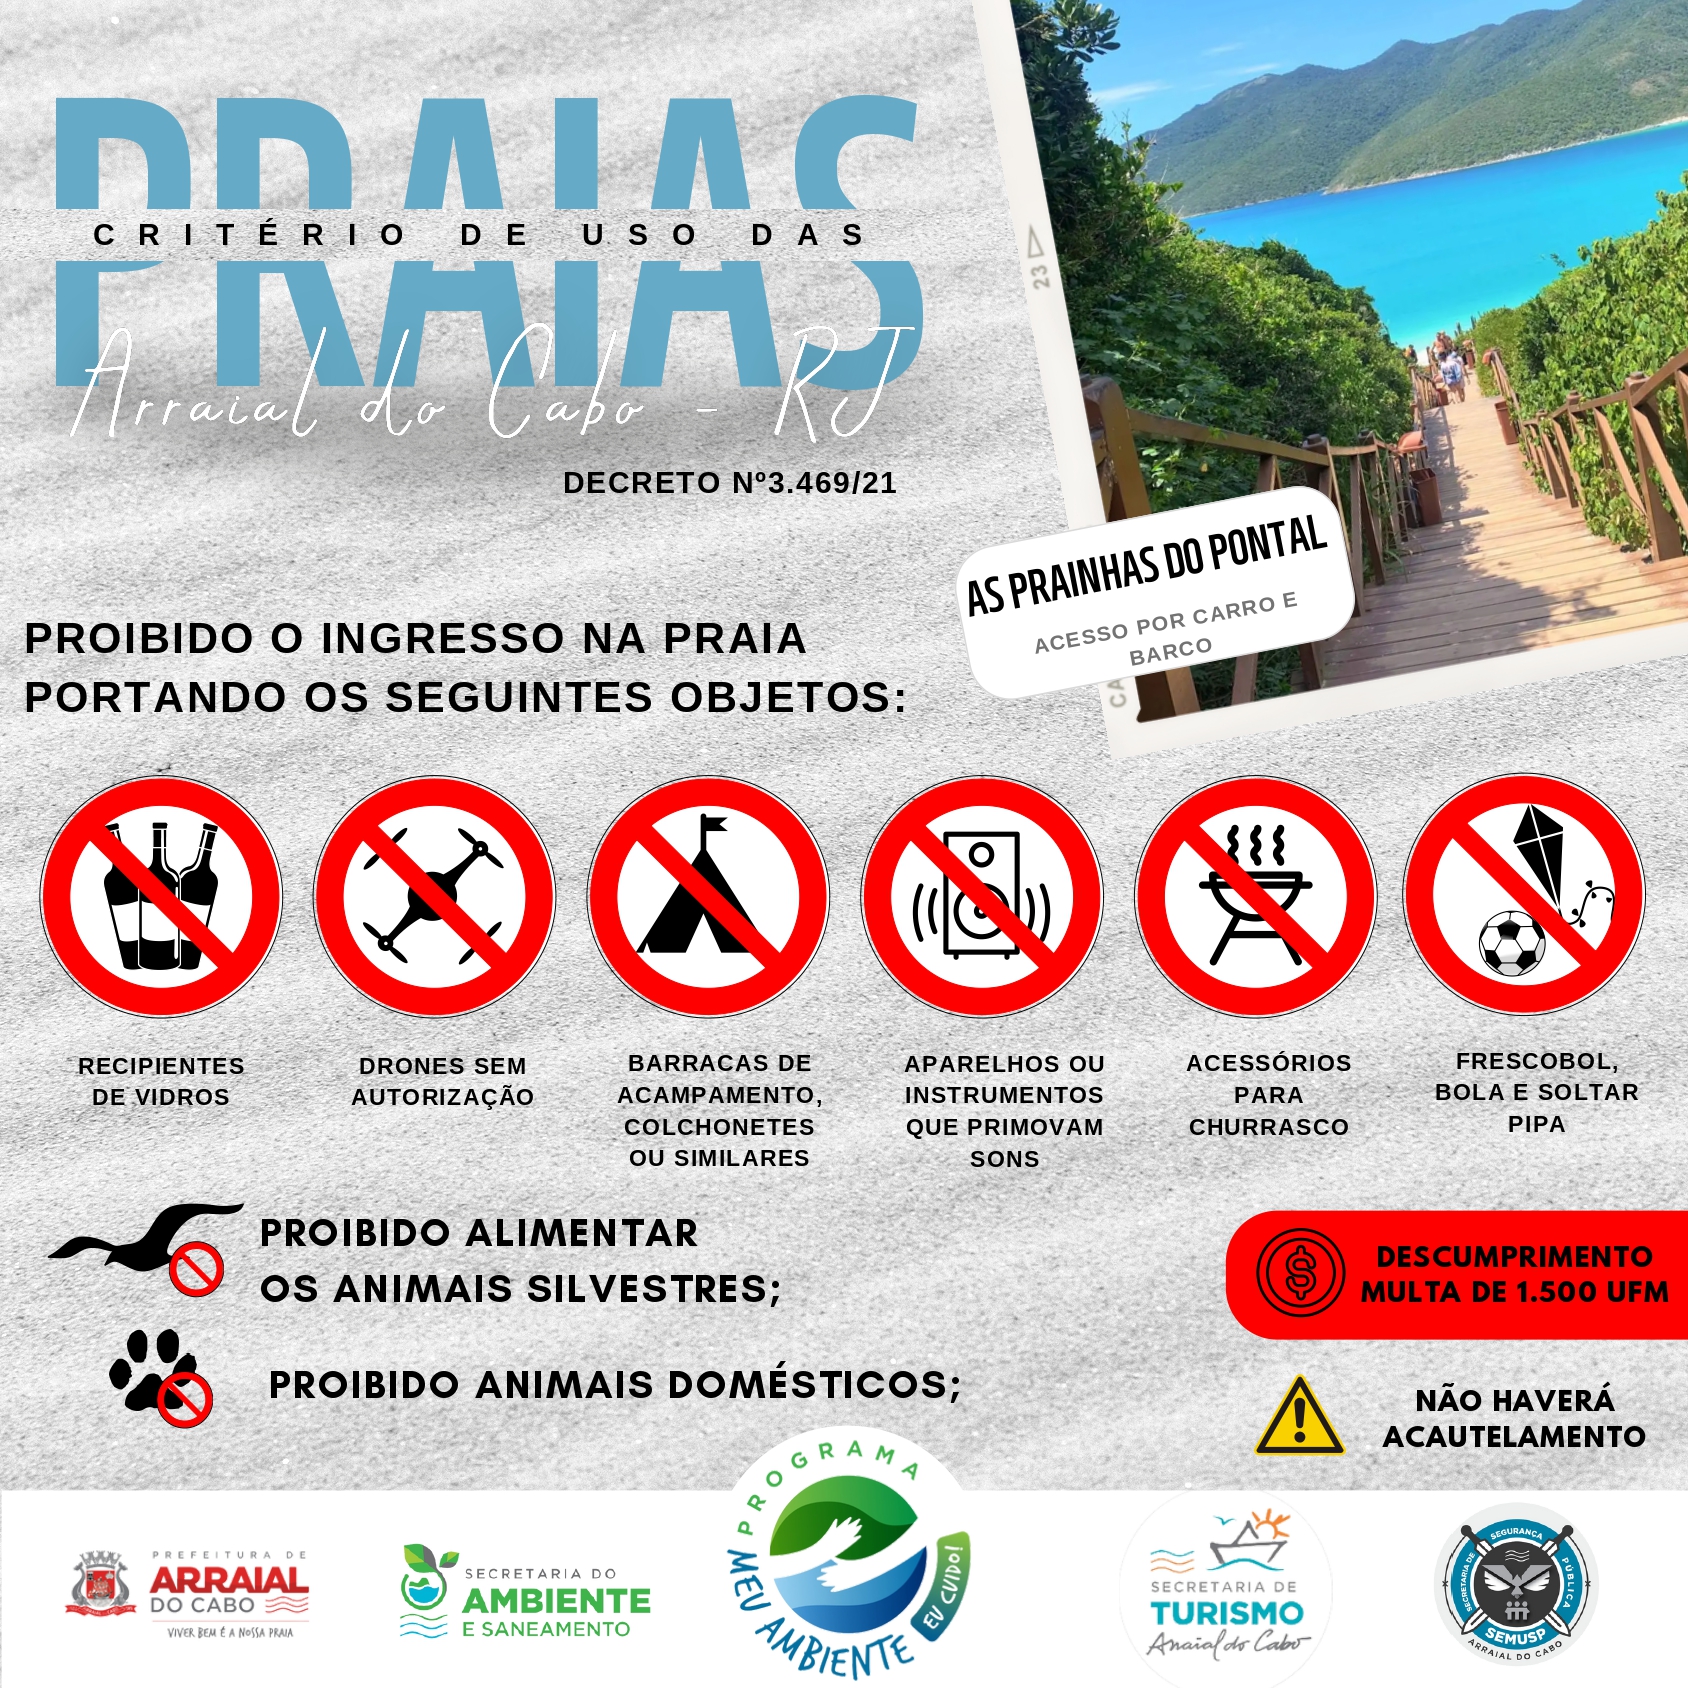 PRAIAS
CRITÉRIO DE USO DAS
Arraial do Cabo - RJ
DECRETO Nº3.469/21
23
AS PRAINHAS DO PONTAL
ACESSO POR CARRO E
BARCO
CA
PROIBIDO O INGRESSO NA PRAIA
PORTANDO OS SEGUINTES OBJETOS:
RECIPIENTES
DE VIDROS
DRONES SEM
AUTORIZAÇÃO
BARRACAS DE
ACAMPAMENTO,
COLCHONETES
OU SIMILARES
APARELHOS OU
INSTRUMENTOS
QUE PRIMOVAM
SONS
ACESSÓRIOS
PARA
CHURRASCO
FRESCOBOL,
BOLA E SOLTAR
PIPA
PROIBIDO ALIMENTAR
OS ANIMAIS SILVESTRES;
PROIBIDO ANIMAIS DOMÉSTICOS;
DESCUMPRIMENTO
MULTA DE 1.500 UFM
NÃO HAVERÁ
ACAUTELAMENTO
PREFEITURA DE
ARRAIAL
DO CABO
VIVER BEM É A NOSSA PRAIA
SECRETARIA DO
AMBIENTE
E SANEAMENTO
PROGRAMA
MEU AMBIENTE
EU CUIDO!
SECRETARIA DE
TURISMO
Arraial do Cabo
SECRETARIA DE
SEGURANÇA
PÚBLICA
SEMUSP
ARRAIAL DO CABO